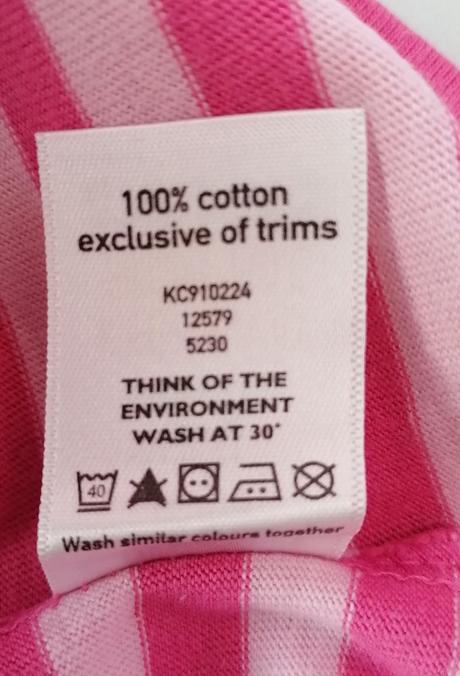 100% cotton
exclusive of trims
KC910224
12579
5230
THINK OF THE
ENVIRONMENT
WASH AT 30°
40
Wash similar colours together